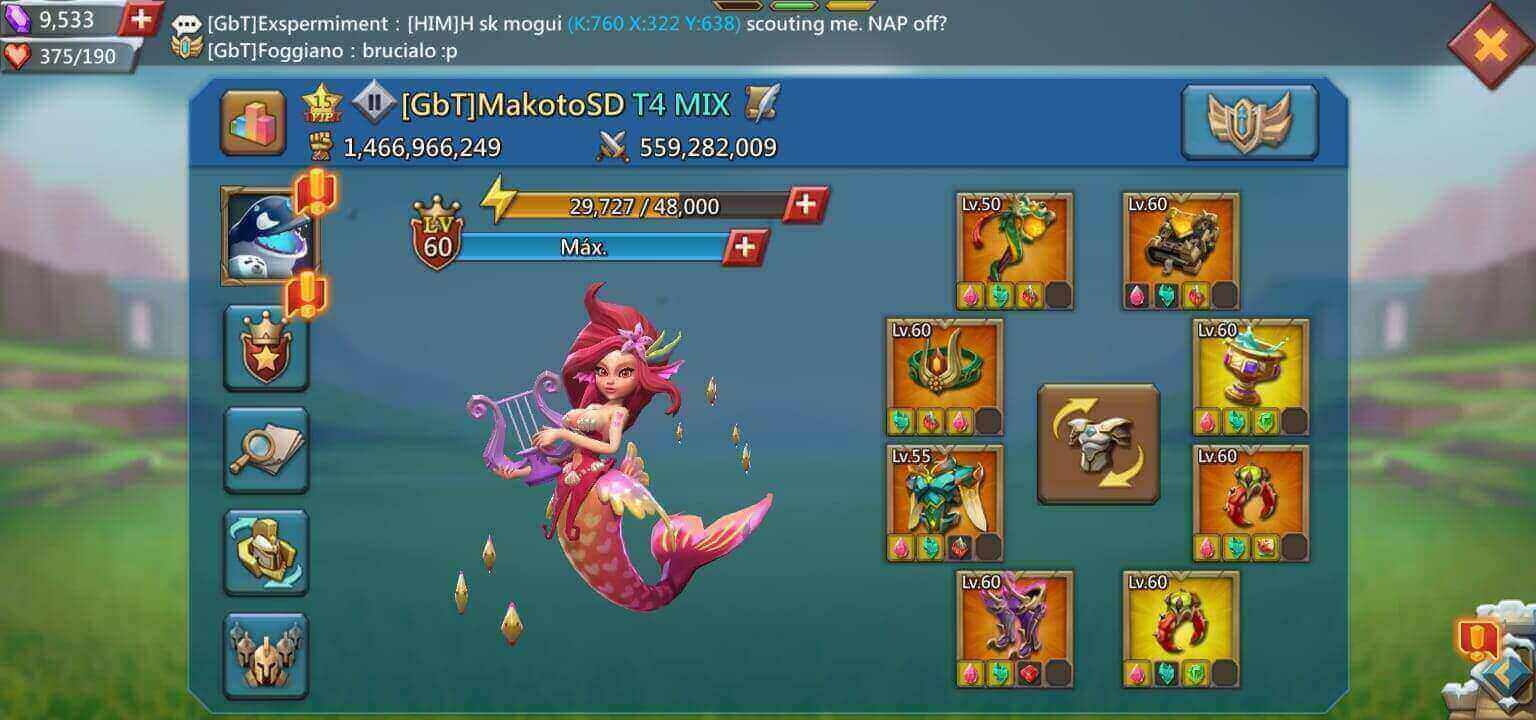 9,533
375/190
[GbT]Exspermiment : [HIM]H sk mogui (K:760 X:322 Y:638) scouting me. NAP off?
[GbT]Foggiano : brucialo :p
15
VIP
[GbT]MakotoSD T4 MIX
1,466,966,249
559,282,009
LV
60
29,727 / 48,000
Máx.
Lv.50
Lv.60
Lv.60
Lv.60
Lv.55
Lv.60
Lv.60
Lv.60